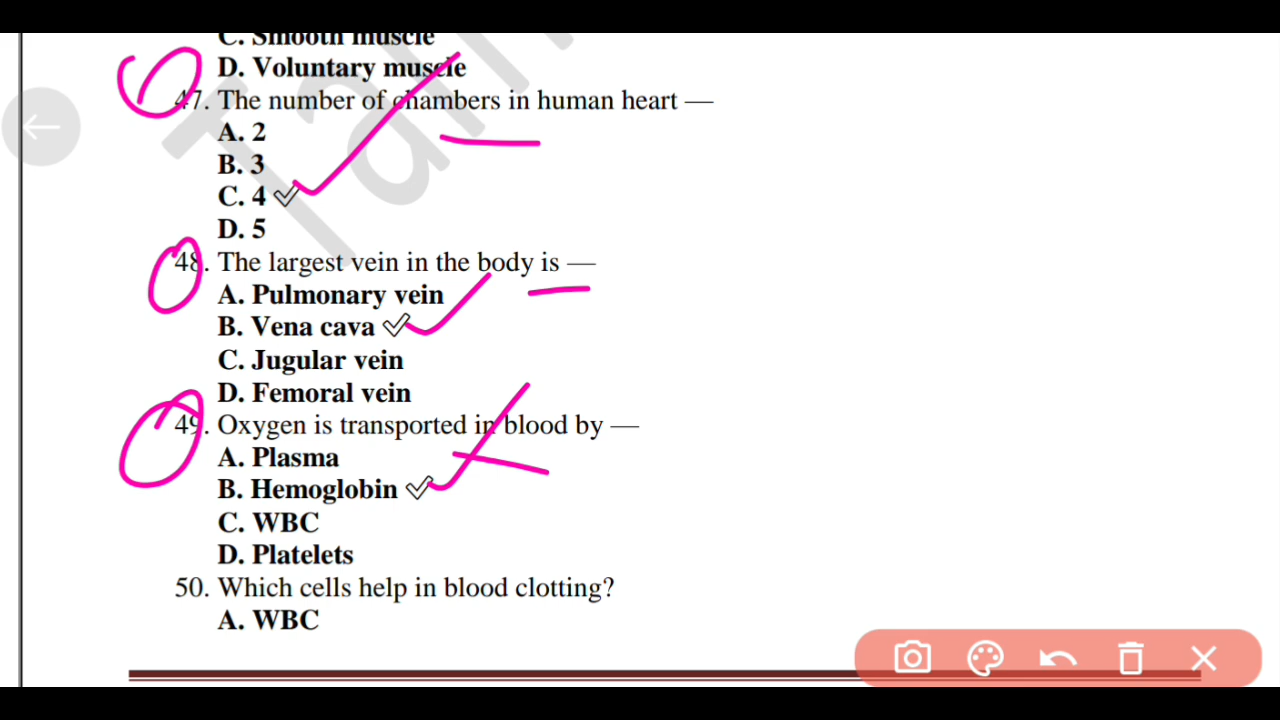 C. Smooth muscle
D. Voluntary muscle
47. The number of chambers in human heart —
A. 2
B. 3
C. 4
D. 5
48. The largest vein in the body is —
A. Pulmonary vein
B. Vena cava
C. Jugular vein
D. Femoral vein
49. Oxygen is transported in blood by —
A. Plasma
B. Hemoglobin
C. WBC
D. Platelets
50. Which cells help in blood clotting?
A. WBC